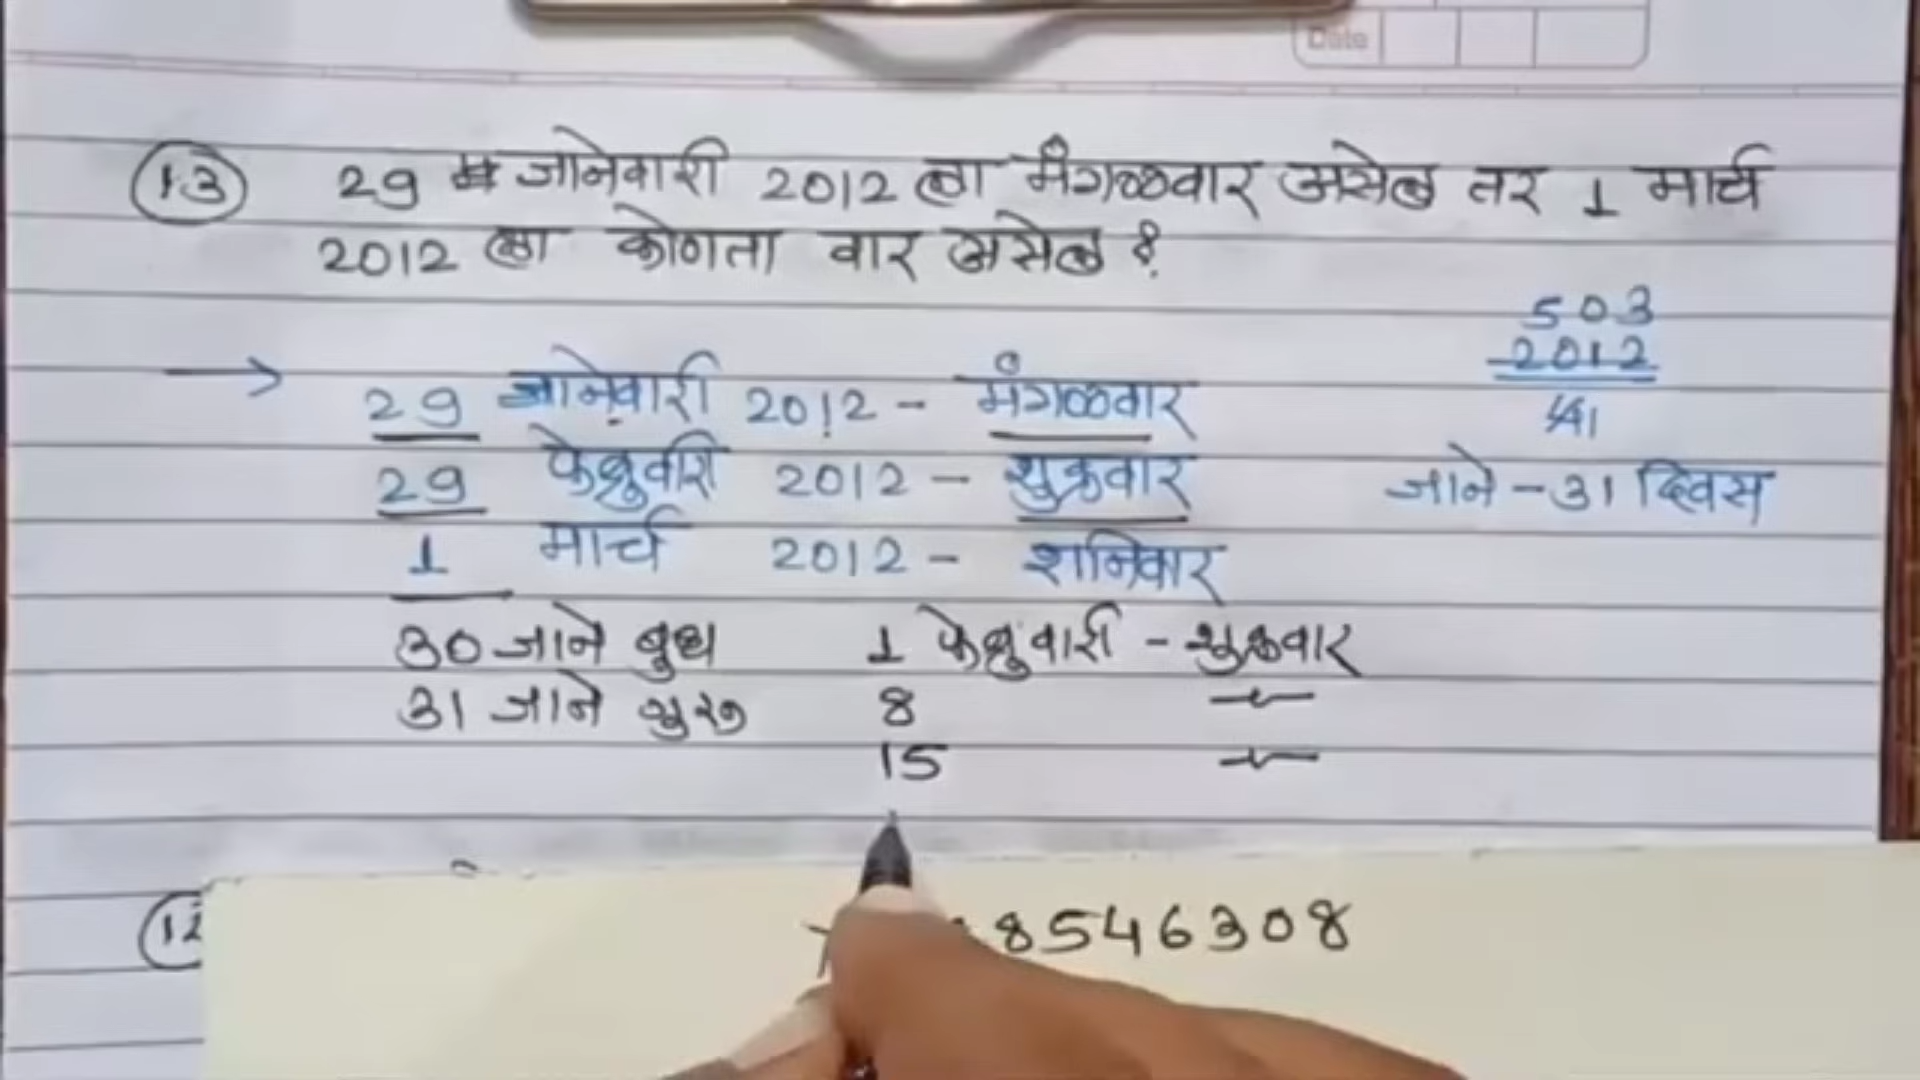 Date
13 29 जानेवारी 2012 ला मंगळवार असेल तर 1 मार्च
2012 ला कोणता वार असेल ?
503
2012
→ 29 जानेवारी 2012 - मंगळवार
29 फेब्रुवारी 2012 - शुक्रवार
जाने - 31 दिवस
1 मार्च 2012 - शनिवार
30 जाने बुध 1 फेब्रुवारी - शुक्रवार
31 जाने गुरु 8 -〃-
15 -〃-
8546308